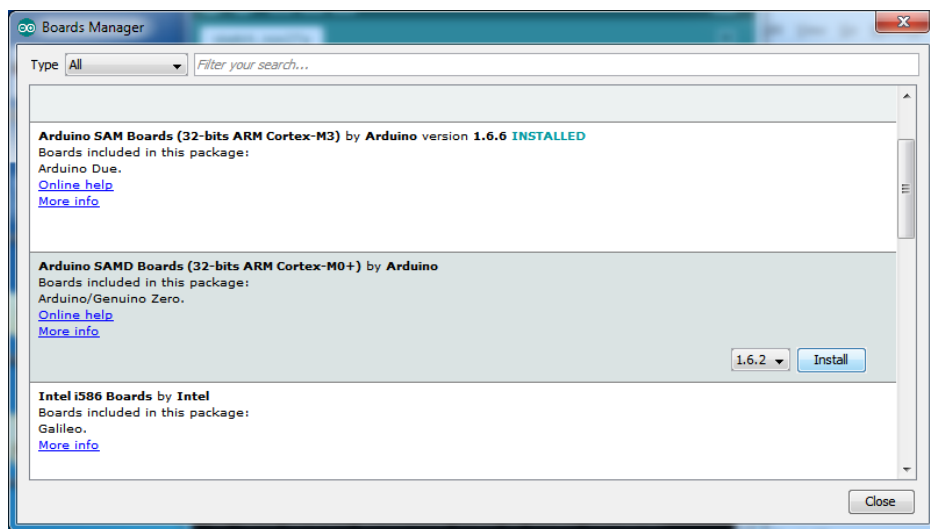 Boards Manager
Type All Filter your search...
Arduino SAM Boards (32-bits ARM Cortex-M3) by Arduino version 1.6.6 INSTALLED
Boards included in this package:
Arduino Due.
Online help
More info
Arduino SAMD Boards (32-bits ARM Cortex-M0+) by Arduino
Boards included in this package:
Arduino/Genuino Zero.
Online help
More info
1.6.2 Install
Intel i586 Boards by Intel
Boards included in this package:
Galileo.
More info
Close